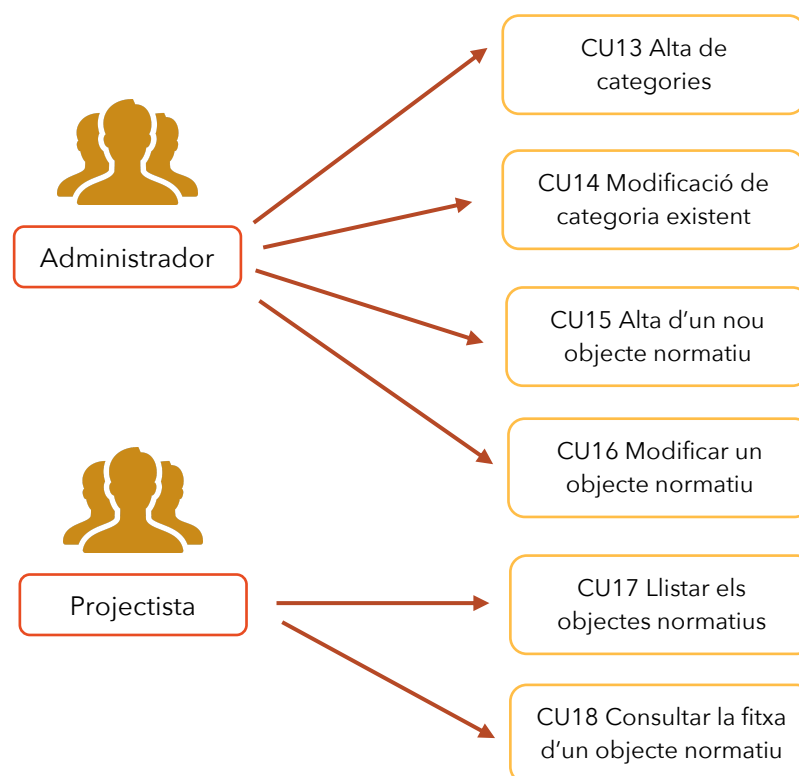 CU13 Alta de
categories
CU14 Modificació de
categoria existent
Administrador
CU15 Alta d'un nou
objecte normatiu
CU16 Modificar un
objecte normatiu
CU17 Llistar els
objectes normatius
Projectista
CU18 Consultar la fitxa
d'un objecte normatiu